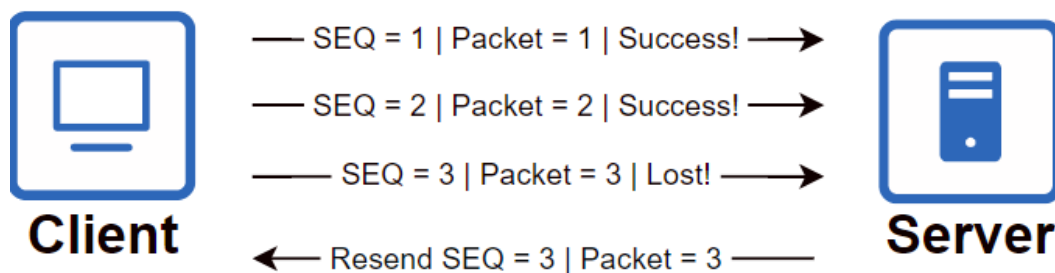 SEQ = 1 | Packet = 1 | Success!
SEQ = 2 | Packet = 2 | Success!
SEQ = 3 | Packet = 3 | Lost!
Client
Server
Resend SEQ = 3 | Packet = 3